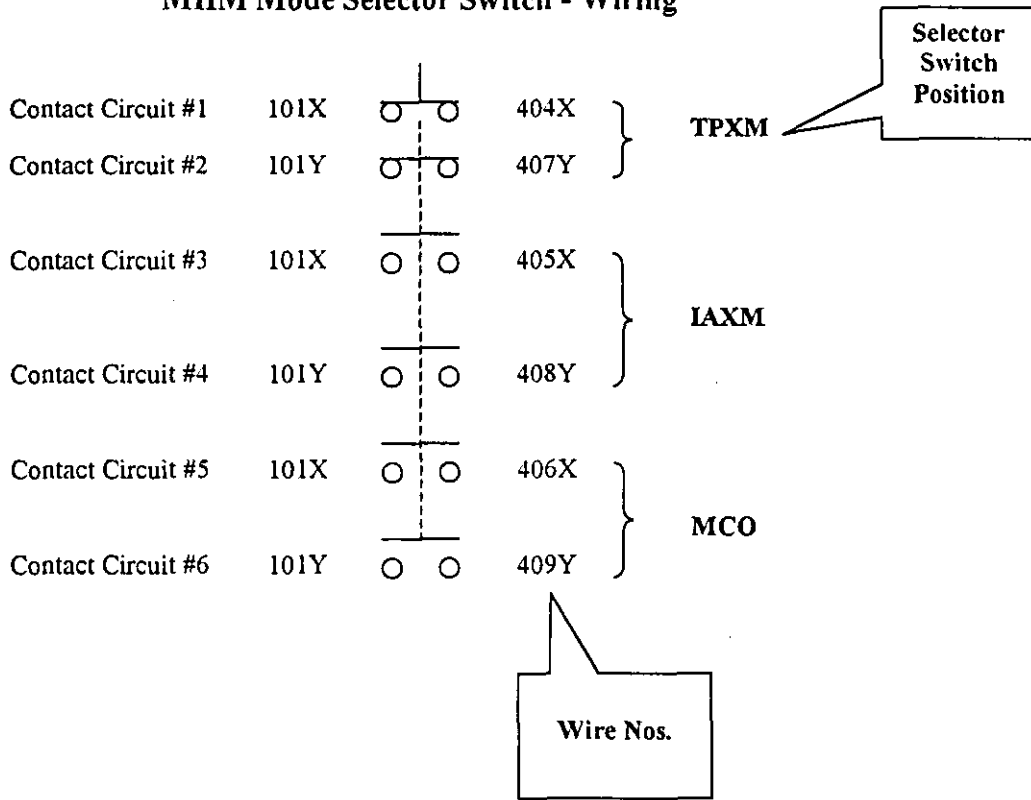 MHM Mode Selector Switch - Wiring
Selector
Switch
Position
Contact Circuit #1 101X 404X
TPXM
Contact Circuit #2 101Y 407Y
Contact Circuit #3 101X 405X
IAXM
Contact Circuit #4 101Y 408Y
Contact Circuit #5 101X 406X
MCO
Contact Circuit #6 101Y 409Y
Wire Nos.